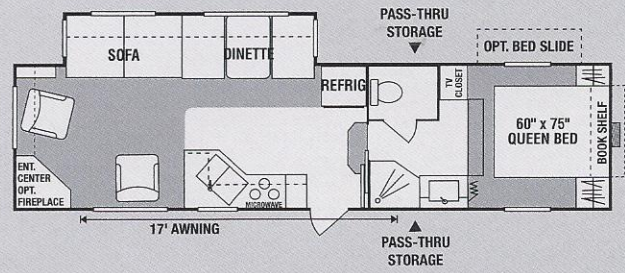 PASS-THRU
STORAGE
OPT. BED SLIDE
SOFA
DINETTE
REFRIG
TV
CLOSET
60" x 75"
QUEEN BED
BOOK SHELF
ENT.
CENTER
OPT.
FIREPLACE
MICROWAVE
17' AWNING
PASS-THRU
STORAGE